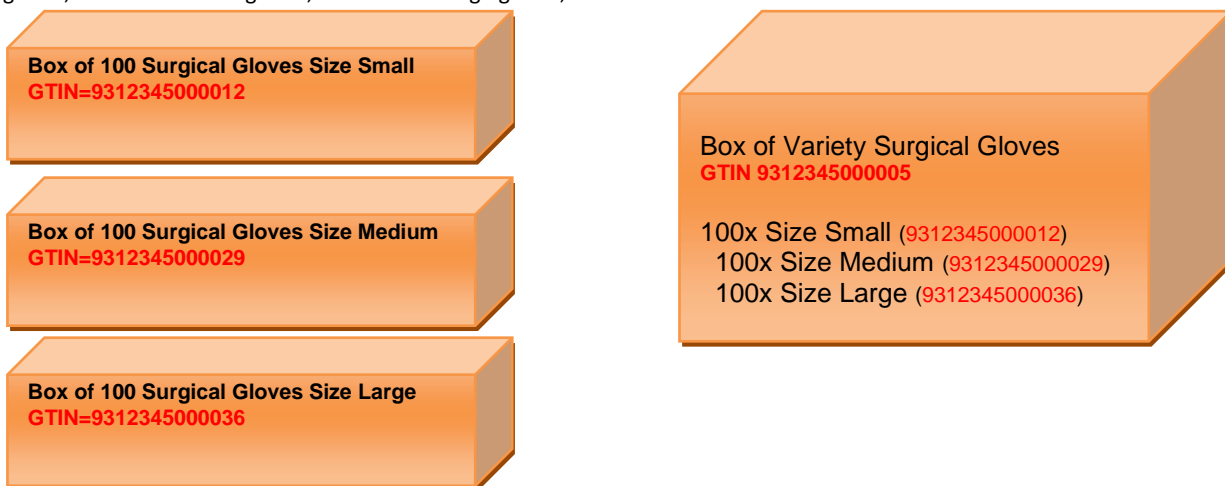 Box of 100 Surgical Gloves Size Small
GTIN=9312345000012
Box of 100 Surgical Gloves Size Medium
GTIN=9312345000029
Box of 100 Surgical Gloves Size Large
GTIN=9312345000036
Box of Variety Surgical Gloves
GTIN 9312345000005
100x Size Small (9312345000012)
100x Size Medium (9312345000029)
100x Size Large (9312345000036)